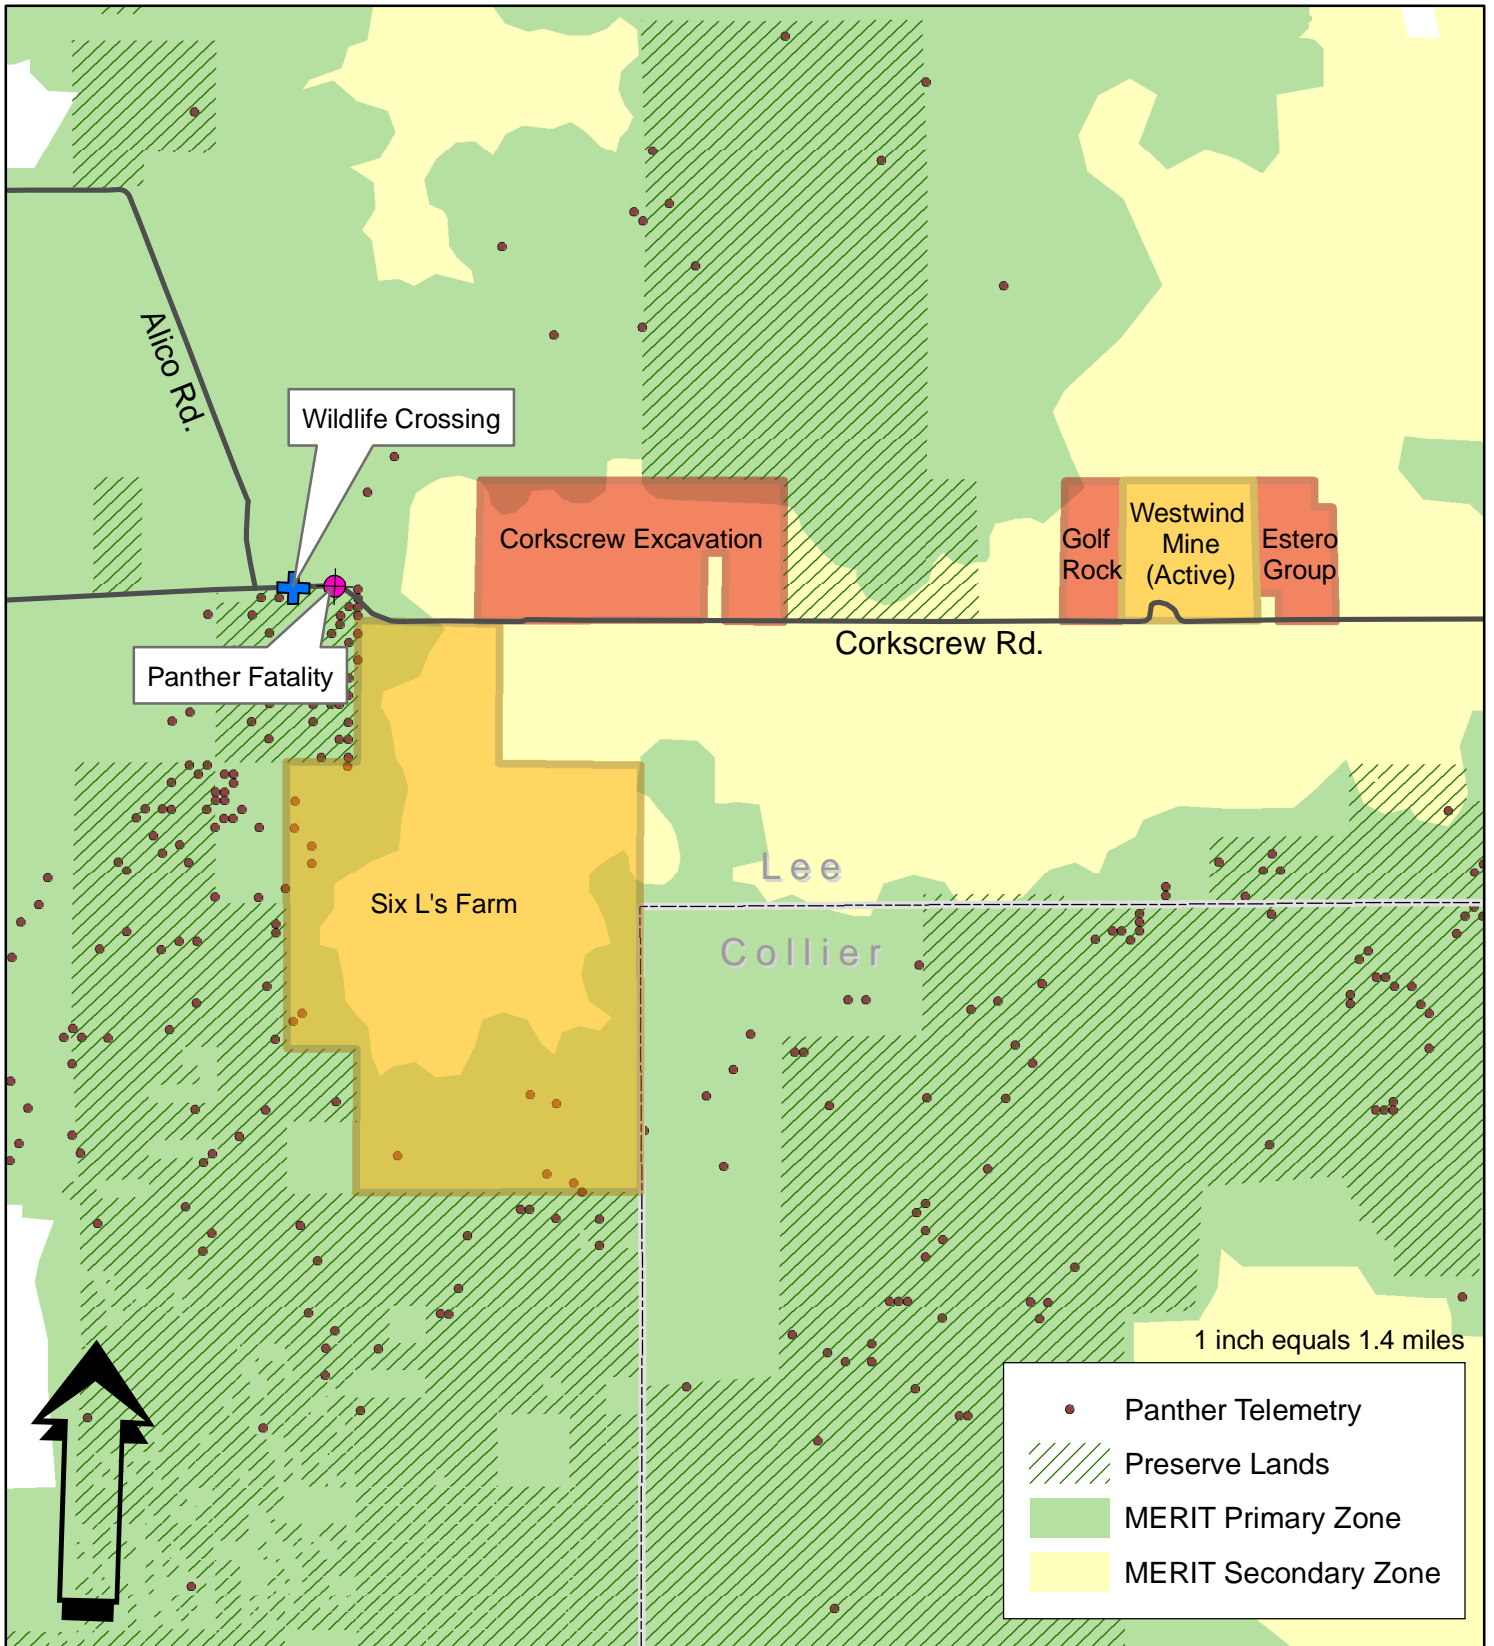 Alico Rd.
Wildlife Crossing
Corkscrew Excavation
Golf
Rock
Westwind
Mine
(Active)
Estero
Group
Corkscrew Rd.
Panther Fatality
Six L's Farm
Lee
Collier
1 inch equals 1.4 miles
Panther Telemetry
Preserve Lands
MERIT Primary Zone
MERIT Secondary Zone